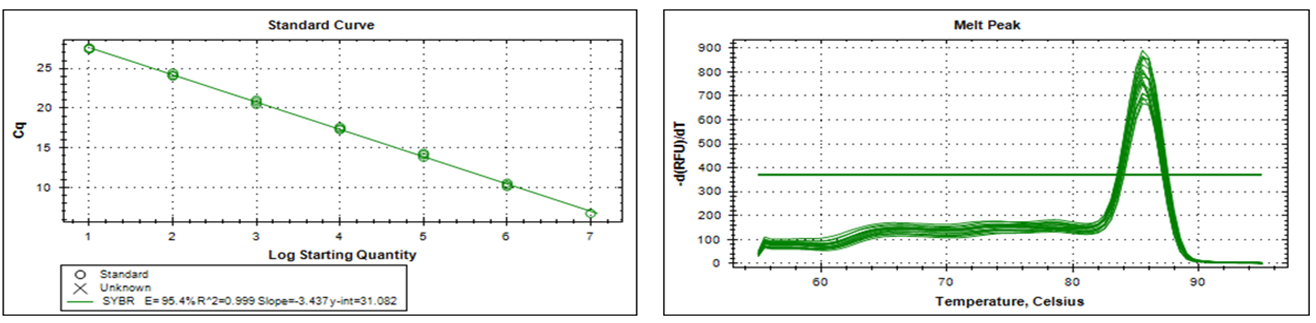 Standard Curve
25
20
15
10
Cq
1 2 3 4 5 6 7
Log Starting Quantity
Standard
Unknown
SYBR E= 95.4% R^2=0.999 Slope=-3.437 y-int=31.082
Melt Peak
900
800
700
600
500
400
300
200
100
0
-d(RFU)/dT
60 70 80 90
Temperature, Celsius